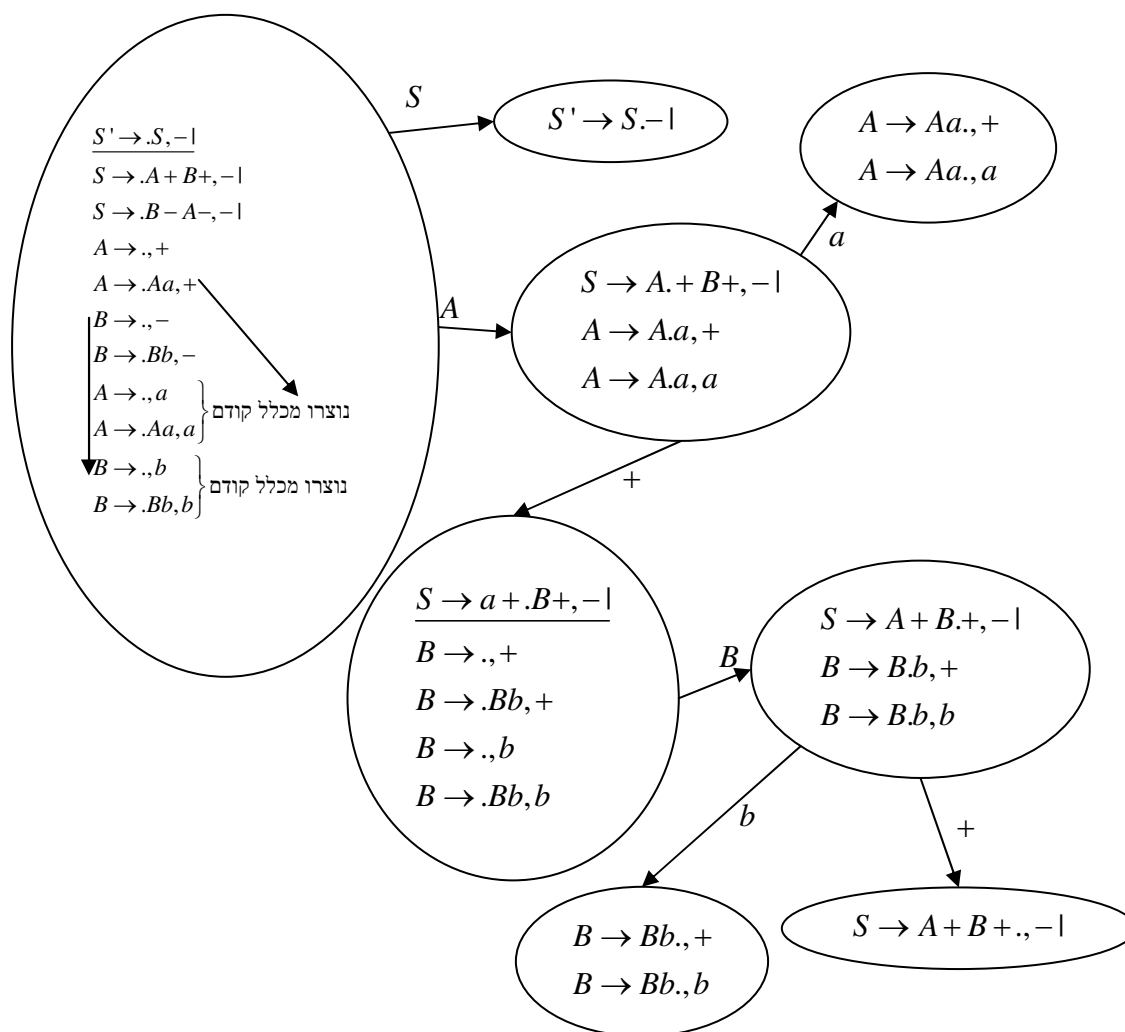 S' → .S,⊣
S → .A + B+,⊣
S → .B − A−,⊣
A → .,+
A → .Aa,+
B → .,−
B → .Bb,−
A → .,a
A → .Aa,a
נוצרו מכלל קודם
B → .,b
B → .Bb,b
נוצרו מכלל קודם
S
S' → S.⊣
A
S → A.+ B+,⊣
A → A.a,+
A → A.a,a
a
A → Aa.,+
A → Aa.,a
+
S → a + .B+,⊣
B → .,+
B → .Bb,+
B → .,b
B → .Bb,b
B
S → A + B.+,⊣
B → B.b,+
B → B.b,b
b
B → Bb.,+
B → Bb.,b
+
S → A + B + .,⊣